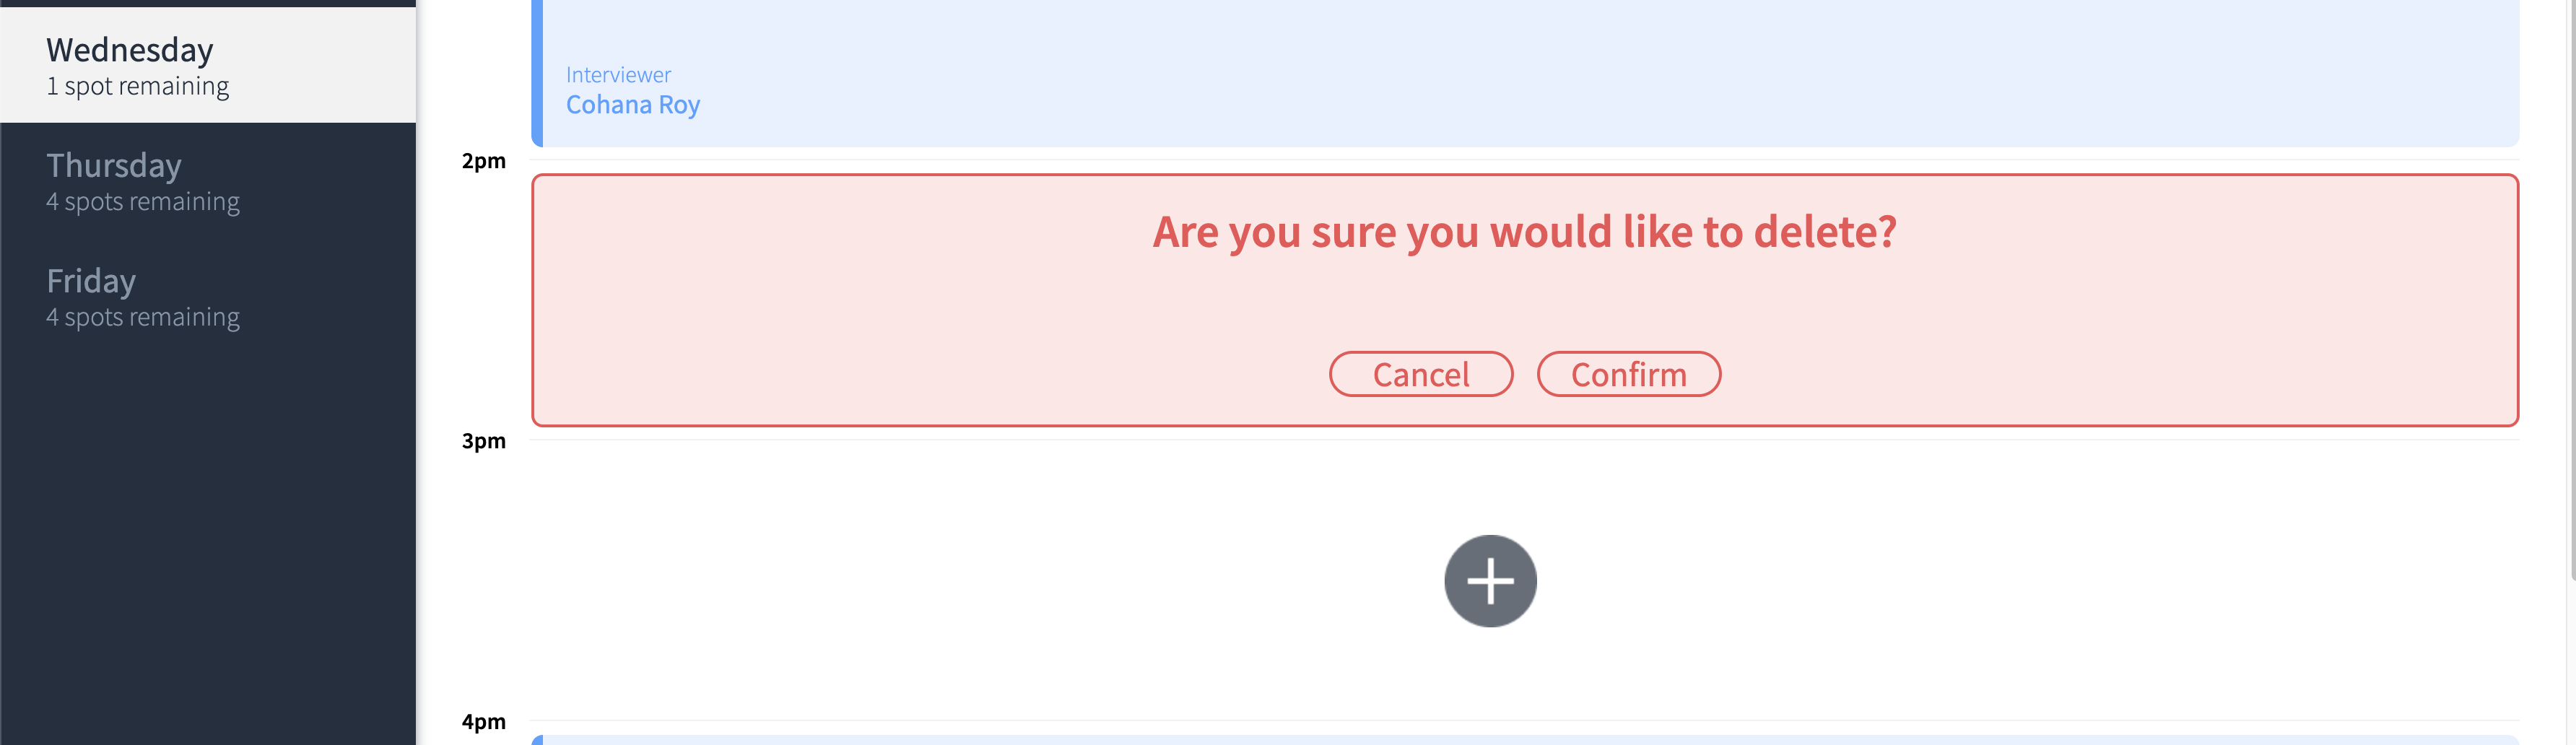 Wednesday
1 spot remaining
Thursday
4 spots remaining
Friday
4 spots remaining
Interviewer
Cohana Roy
2pm
Are you sure you would like to delete?
Cancel
Confirm
3pm
4pm